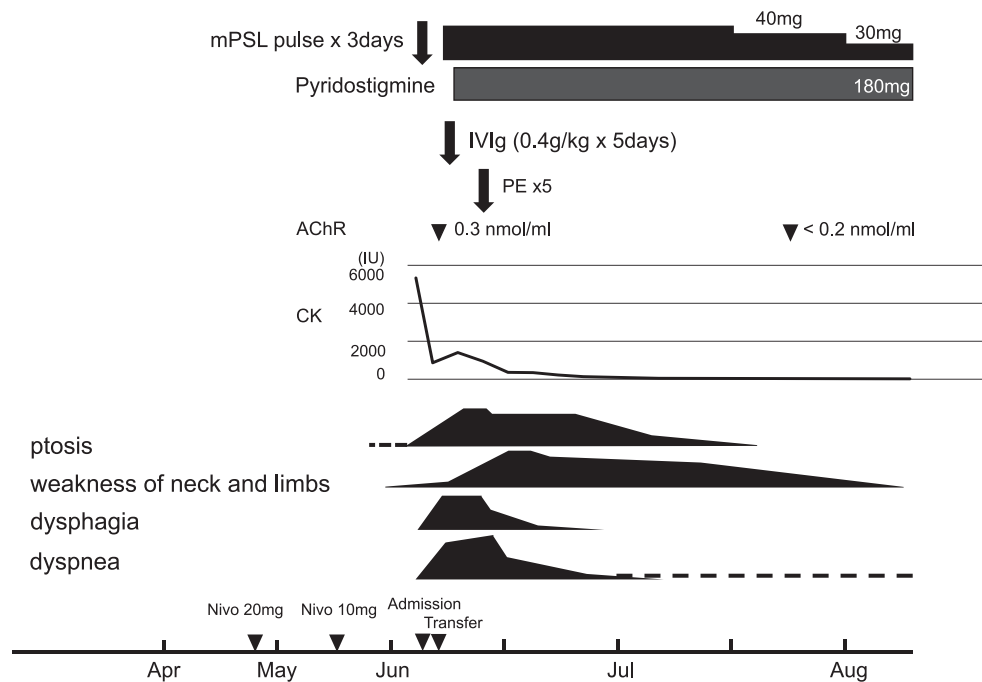 40mg
mPSL pulse x 3days
30mg
Pyridostigmine
180mg
IVIg (0.4g/kg x 5days)
PE x5
AChR
0.3 nmol/ml
< 0.2 nmol/ml
(IU)
6000
4000
CK
2000
0
ptosis
weakness of neck and limbs
dysphagia
dyspnea
Nivo 20mg
Nivo 10mg
Admission
Transfer
Apr
May
Jun
Jul
Aug